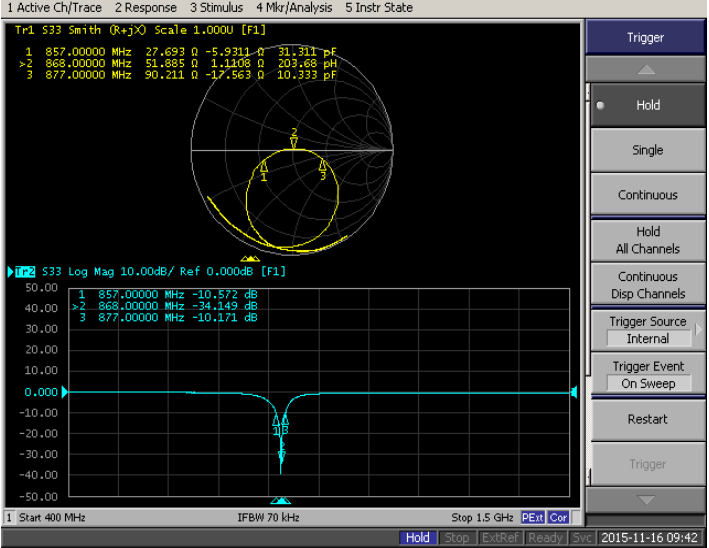 1 Active Ch/Trace 2 Response 3 Stimulus 4 Mkr/Analysis 5 Instr State
Tr1 S33 Smith (R+jX) Scale 1.000U [F1]
1 857.00000 MHz 27.693 Ω -5.9311 Ω 31.311 pF
>2 868.00000 MHz 51.885 Ω 1.1108 Ω 203.68 pH
3 877.00000 MHz 90.211 Ω -17.563 Ω 10.333 pF
2
1
3
Tr2 S33 Log Mag 10.00dB/ Ref 0.000dB [F1]
1 857.00000 MHz -10.572 dB
>2 868.00000 MHz -34.149 dB
3 877.00000 MHz -10.171 dB
50.00
40.00
30.00
20.00
10.00
0.000
-10.00
-20.00
-30.00
-40.00
-50.00
1 3
2
1 Start 400 MHz IFBW 70 kHz Stop 1.5 GHz PExt Cor
Hold Stop ExtRef Ready Svc 2015-11-16 09:42
Trigger
Hold
Single
Continuous
Hold
All Channels
Continuous
Disp Channels
Trigger Source
Internal
Trigger Event
On Sweep
Restart
Trigger